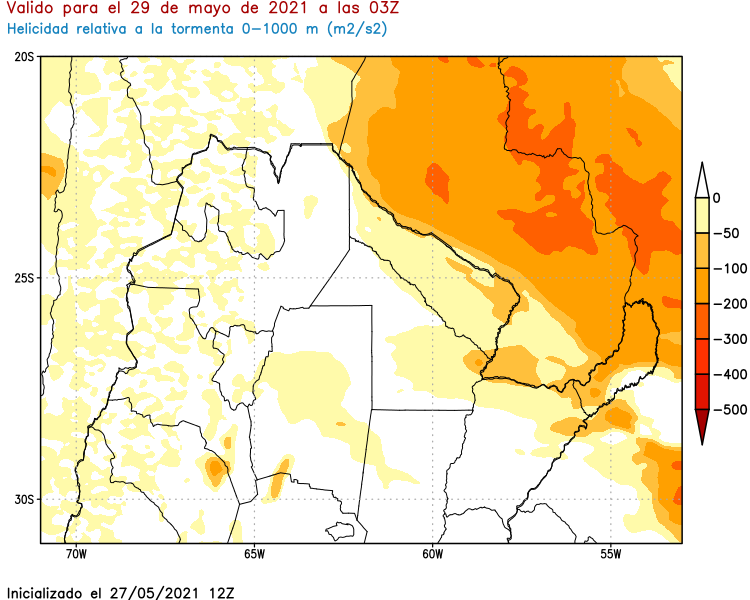 Valido para el 29 de mayo de 2021 a las 03Z
Helicidad relativa a la tormenta 0-1000 m (m2/s2)
20S
25S
30S
70W 65W 60W 55W
0
-50
-100
-200
-300
-400
-500
Inicializado el 27/05/2021 12Z